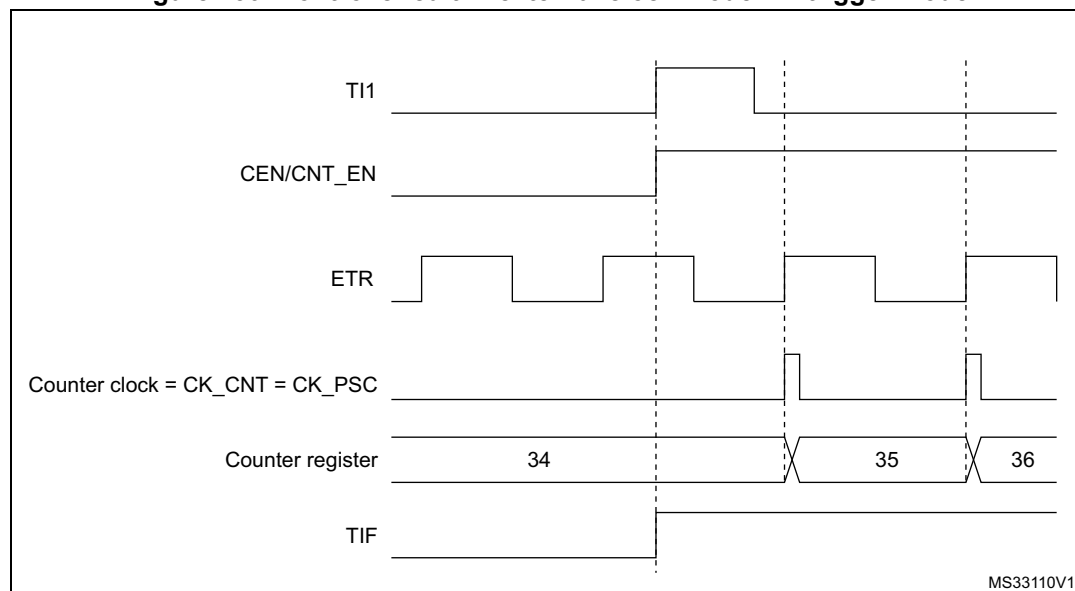 TI1
CEN/CNT_EN
ETR
Counter clock = CK_CNT = CK_PSC
Counter register 34 35 36
TIF
MS33110V1